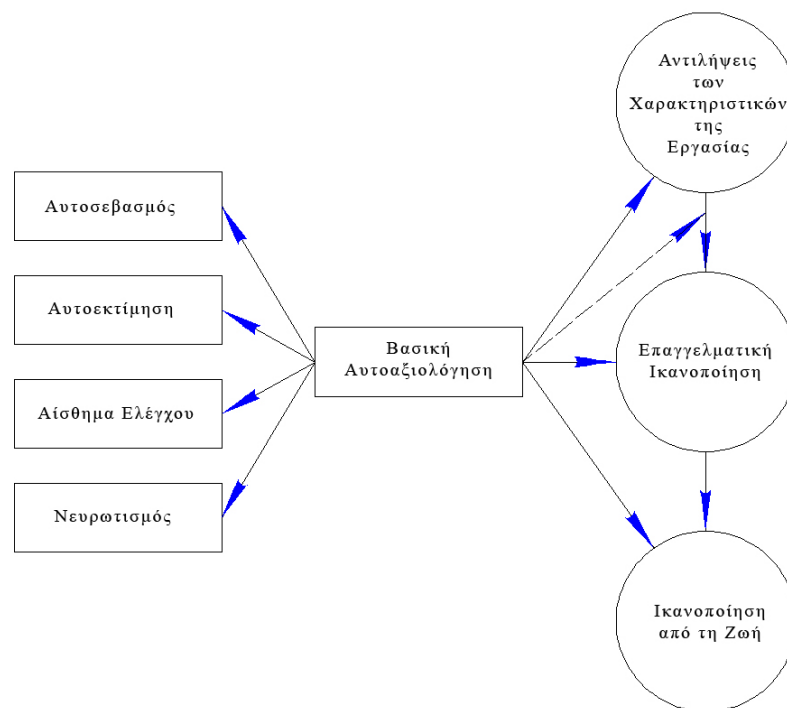 Αυτοσεβασμός
Αυτοεκτίμηση
Αίσθημα Ελέγχου
Νευρωτισμός
Βασική
Αυτοαξιολόγηση
Αντιλήψεις
των
Χαρακτηριστικών
της
Εργασίας
Επαγγελματική
Ικανοποίηση
Ικανοποίηση
από τη Ζωή